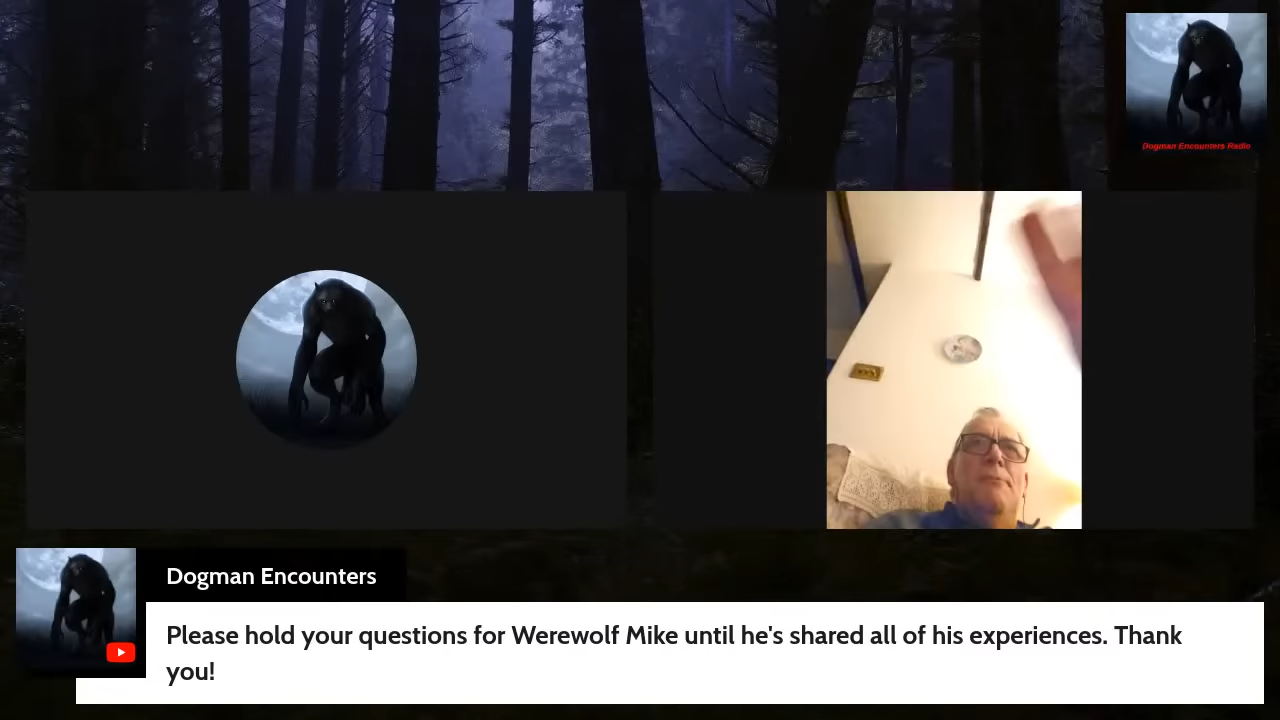 Dogman Encounters Radio
Dogman Encounters
Please hold your questions for Werewolf Mike until he's shared all of his experiences. Thank
you!